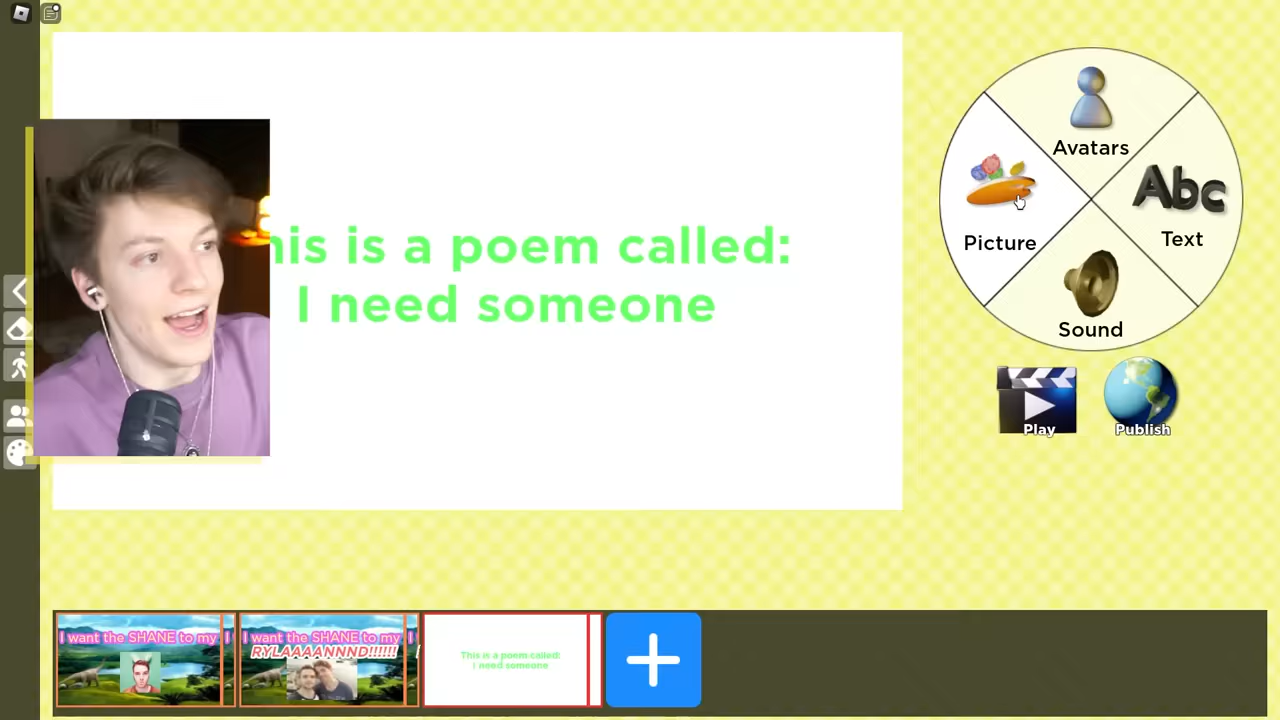 This is a poem called:
I need someone
Avatars
Abc
Picture
Text
Sound
Play
Publish
I want the SHANE to my
I want the SHANE to my
RYLAAAANNND!!!!!!
This is a poem called:
I need someone